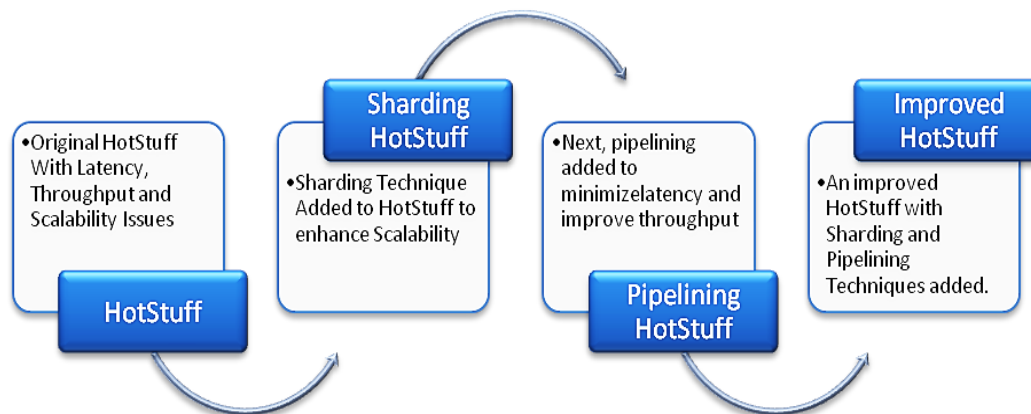 •Original HotStuff
With Latency,
Throughput and
Scalability Issues
HotStuff
Sharding
HotStuff
•Sharding Technique
Added to HotStuff to
enhance Scalability
•Next, pipelining
added to
minimizelatency and
improve throughput
Pipelining
HotStuff
Improved
HotStuff
•An improved
HotStuff with
Sharding and
Pipelining
Techniques added.